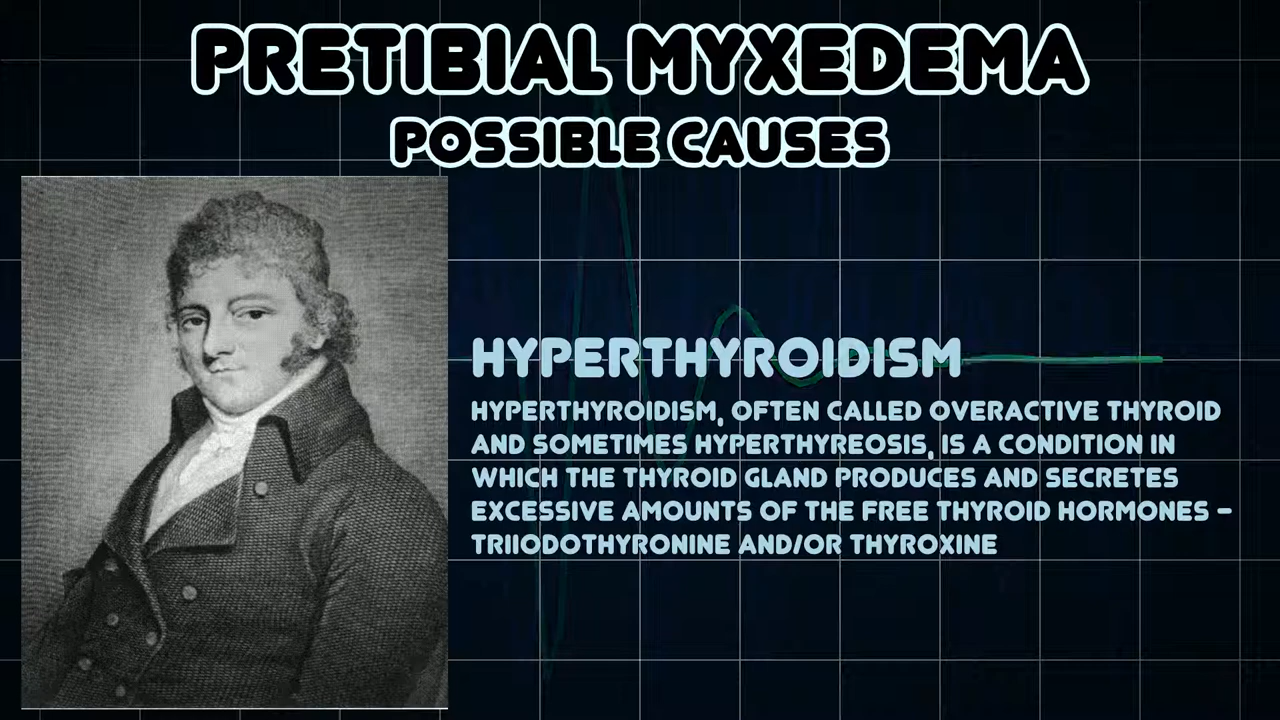 PRETIBIAL MYXEDEMA
POSSIBLE CAUSES
HYPERTHYROIDISM
HYPERTHYROIDISM, OFTEN CALLED OVERACTIVE THYROID
AND SOMETIMES HYPERTHYREOSIS, IS A CONDITION IN
WHICH THE THYROID GLAND PRODUCES AND SECRETES
EXCESSIVE AMOUNTS OF THE FREE THYROID HORMONES -
TRIIODOTHYRONINE AND/OR THYROXINE